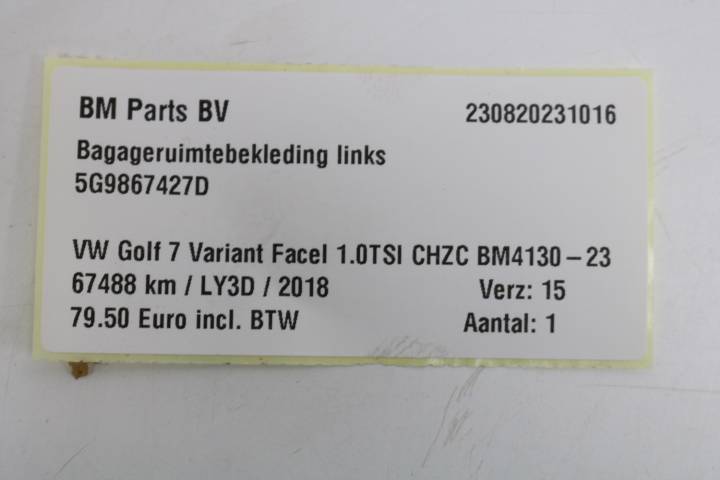 BM Parts BV 230820231016
Bagageruimtebekleding links
5G9867427D
VW Golf 7 Variant Facel 1.0TSI CHZC BM4130-23
67488 km / LY3D / 2018 Verz: 15
79.50 Euro incl. BTW Aantal: 1